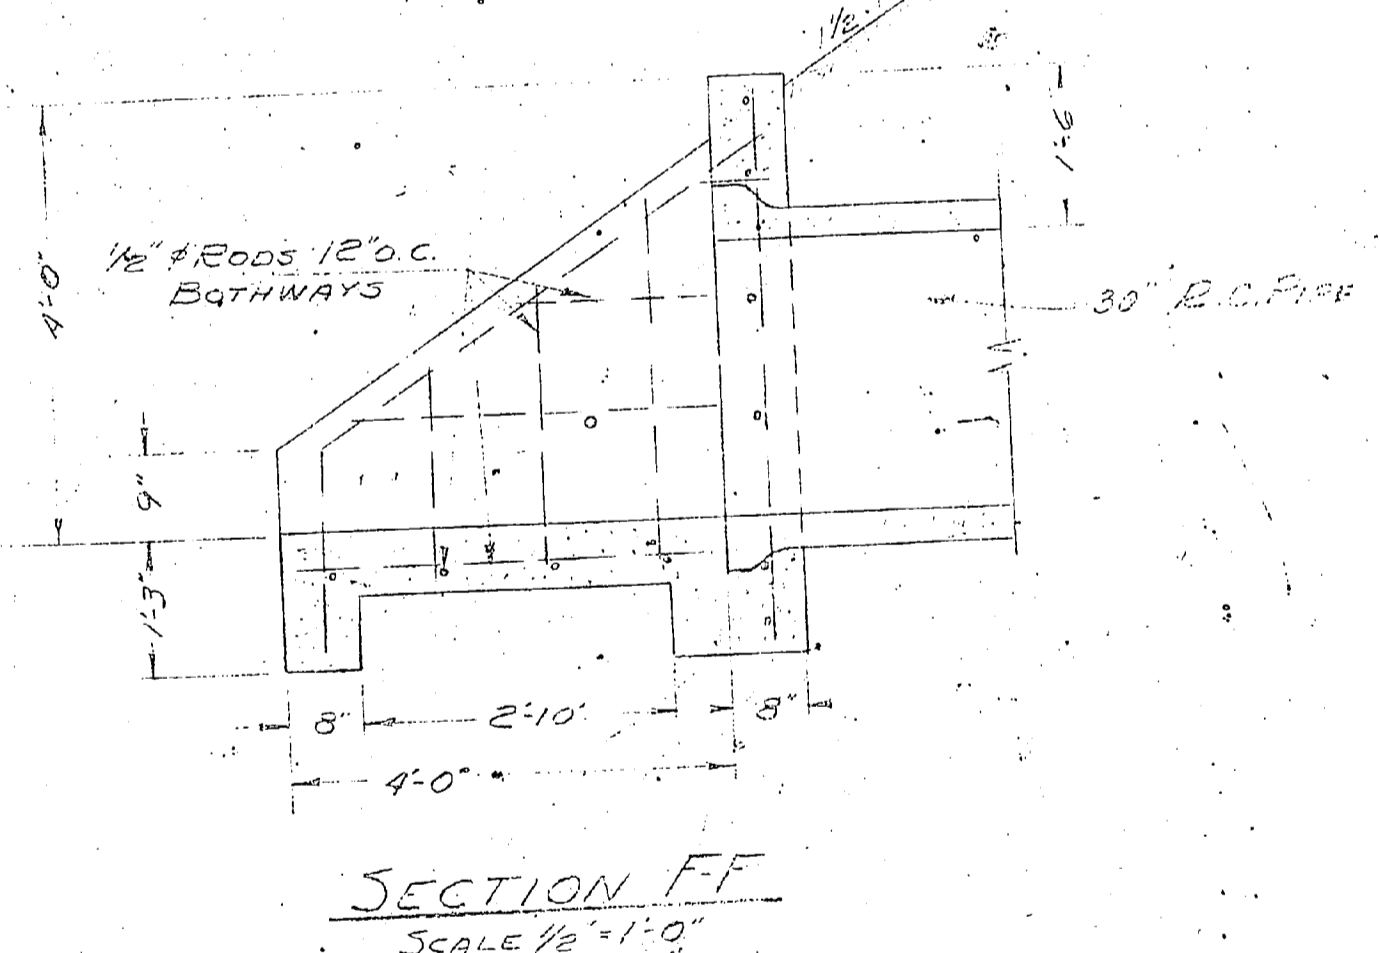 1½
1'-6
½" ⌀ RODS 12" O.C.
BOTHWAYS
4'-0"
30" R.C. PIPE
9"
1'-3"
8"
2'-10"
8"
4'-0"
SECTION F-F
SCALE ½" = 1'-0"